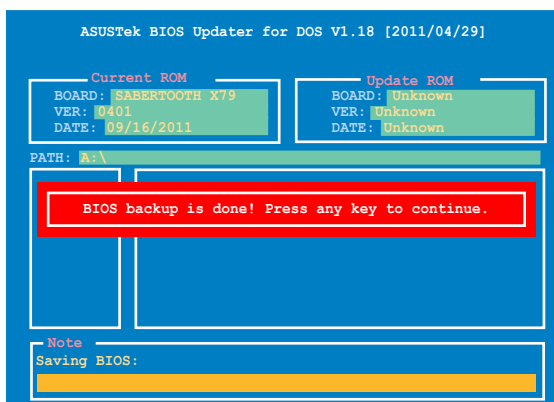 ASUSTek BIOS Updater for DOS V1.18 [2011/04/29]
Current ROM
BOARD: SABERTOOTH X79
VER: 0401
DATE: 09/16/2011
Update ROM
BOARD: Unknown
VER: Unknown
DATE: Unknown
PATH: A:\
BIOS backup is done! Press any key to continue.
Note
Saving BIOS: